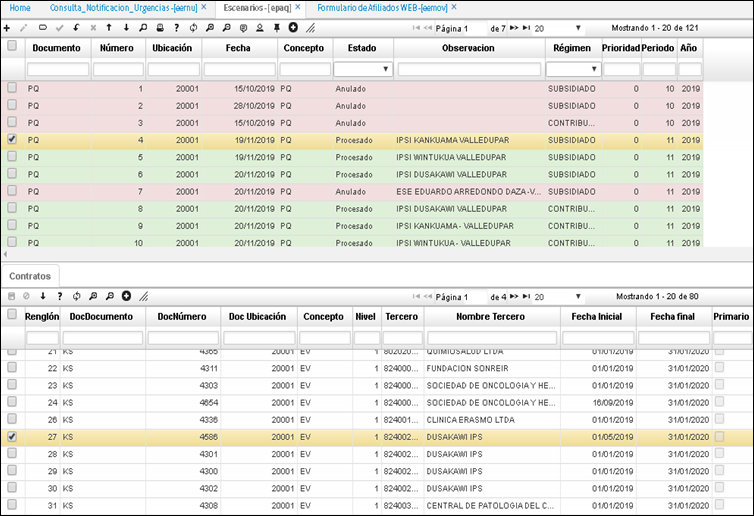 Home Consulta_Notificacion_Urgencias-[eernu] X Escenarios - [epaq] X Formulario de Afiliados WEB-[eernov] X
Página 1 de 7 20 Mostrando 1 - 20 de 121
Documento Número Ubicación Fecha Concepto Estado Observacion Régimen Prioridad Periodo Año
PQ 1 20001 15/10/2019 PQ Anulado SUBSIDIADO 0 10 2019
PQ 2 20001 28/10/2019 PQ Anulado SUBSIDIADO 0 10 2019
PQ 3 20001 15/10/2019 PQ Anulado CONTRIBU... 0 10 2019
PQ 4 20001 19/11/2019 PQ Procesado IPSI KANKUAMA VALLEDUPAR SUBSIDIADO 0 11 2019
PQ 5 20001 19/11/2019 PQ Procesado IPSI WINTUKUA VALLEDUPAR SUBSIDIADO 0 11 2019
PQ 6 20001 20/11/2019 PQ Procesado IPSI DUSAKAWI VALLEDUPAR SUBSIDIADO 0 11 2019
PQ 7 20001 20/11/2019 PQ Anulado ESE EDUARDO ARREDONDO DAZA-V... SUBSIDIADO 0 11 2019
PQ 8 20001 20/11/2019 PQ Procesado IPSI DUSAKAWI VALLEDUPAR CONTRIBU... 0 11 2019
PQ 9 20001 20/11/2019 PQ Procesado IPSI KANKUAMA - VALLEDUPAR CONTRIBU... 0 11 2019
PQ 10 20001 20/11/2019 PQ Procesado IPSI WINTUKUA - VALLEDUPAR CONTRIBU... 0 11 2019
Contratos
Página 1 de 4 20 Mostrando 1 - 20 de 80
Renglón DocDocumento DocNúmero Doc Ubicación Concepto Nivel Tercero Nombre Tercero Fecha Inicial Fecha final Primario
21 KS 4365 20001 EV 1 802020... QUIMIOSALUD LTDA 01/01/2019 31/01/2020
22 KS 4311 20001 EV 1 824000... FUNDACION SONREIR 01/01/2019 31/01/2020
23 KS 4303 20001 EV 1 824000... SOCIEDAD DE ONCOLOGIA Y HE... 01/01/2019 31/01/2020
24 KS 4654 20001 EV 1 824000... SOCIEDAD DE ONCOLOGIA Y HE... 16/09/2019 31/01/2020
26 KS 4336 20001 EV 1 824001... CLINICA ERASMO LTDA 01/01/2019 31/01/2020
27 KS 4586 20001 EV 1 824002... DUSAKAWI IPS 01/05/2019 31/01/2020
28 KS 4301 20001 EV 1 824002... DUSAKAWI IPS 01/01/2019 31/01/2020
29 KS 4300 20001 EV 1 824002... DUSAKAWI IPS 01/01/2019 31/01/2020
30 KS 4302 20001 EV 1 824002... DUSAKAWI IPS 01/01/2019 31/01/2020
31 KS 4308 20001 EV 1 824003... CENTRAL DE PATOLOGIA DEL C... 01/01/2019 31/01/2020